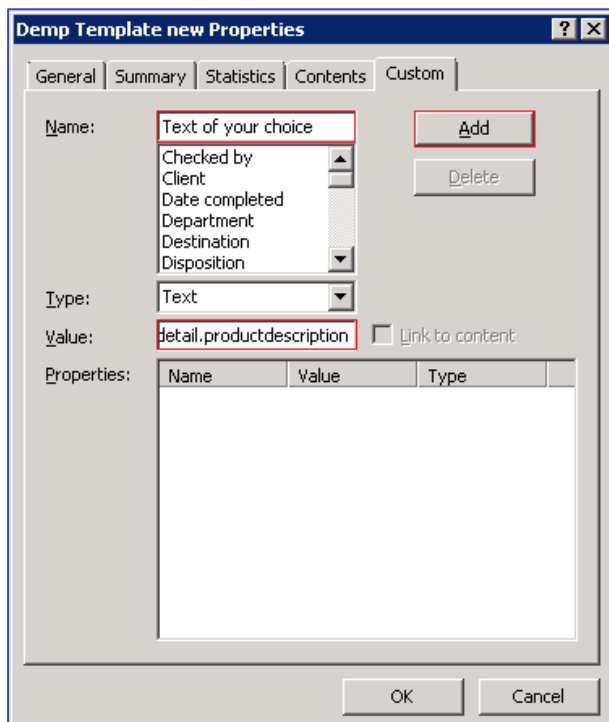 Demp Template new Properties
General Summary Statistics Contents Custom
Name: Text of your choice Add
Checked by
Client
Date completed
Department
Destination
Disposition
Delete
Type: Text
Value: detail.productdescription Link to content
Properties: Name Value Type
OK Cancel